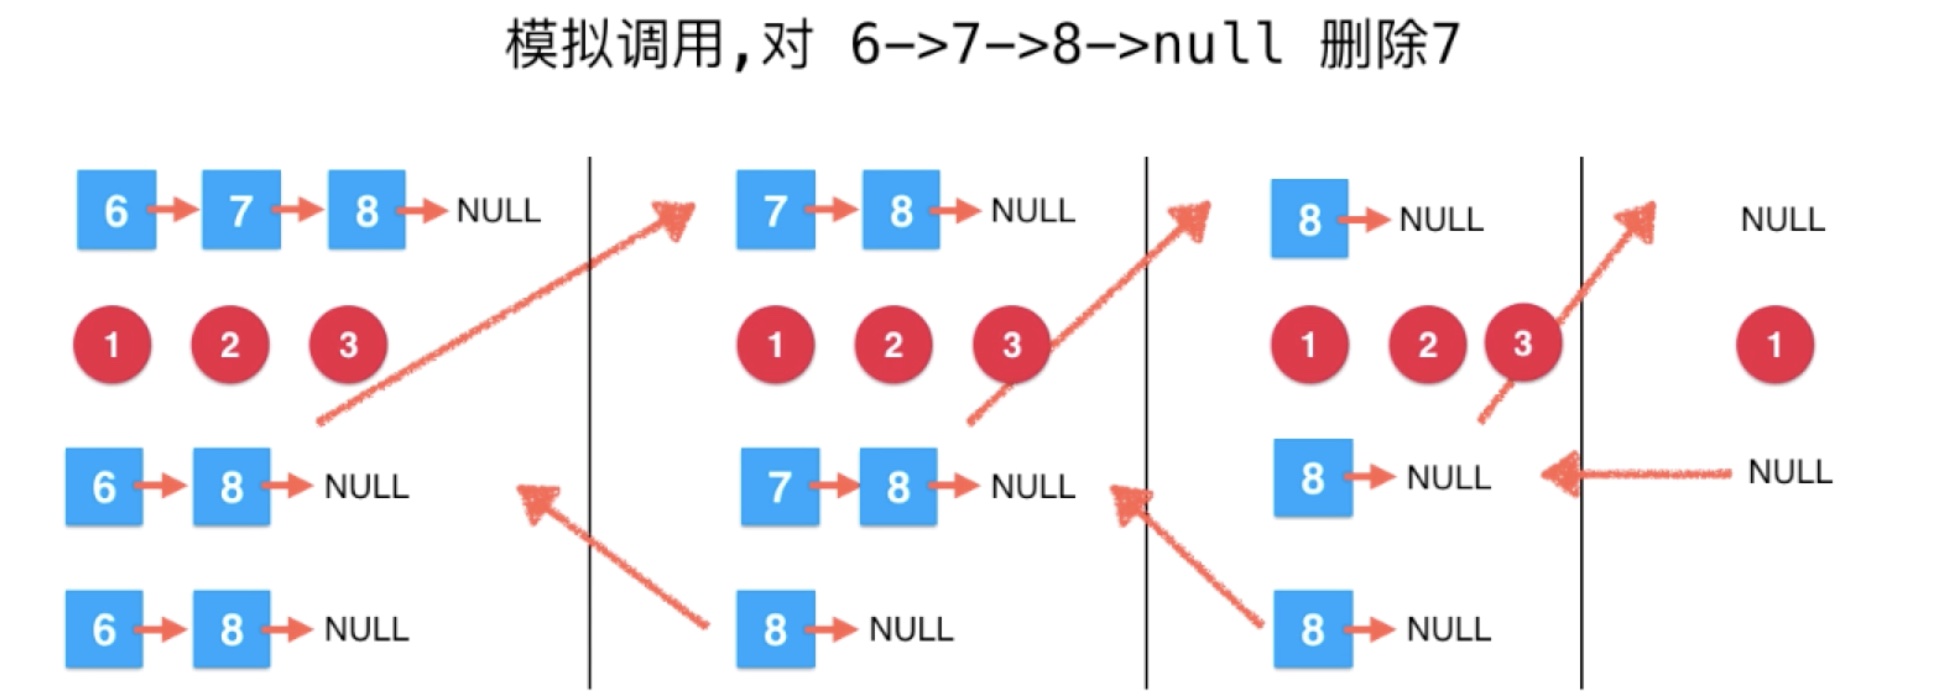 模拟调用,对 6->7->8->null 删除7
6 7 8 NULL 7 8 NULL 8 NULL NULL
1 2 3 1 2 3 1 2 3 1
6 8 NULL 7 8 NULL 8 NULL NULL
6 8 NULL 8 NULL 8 NULL